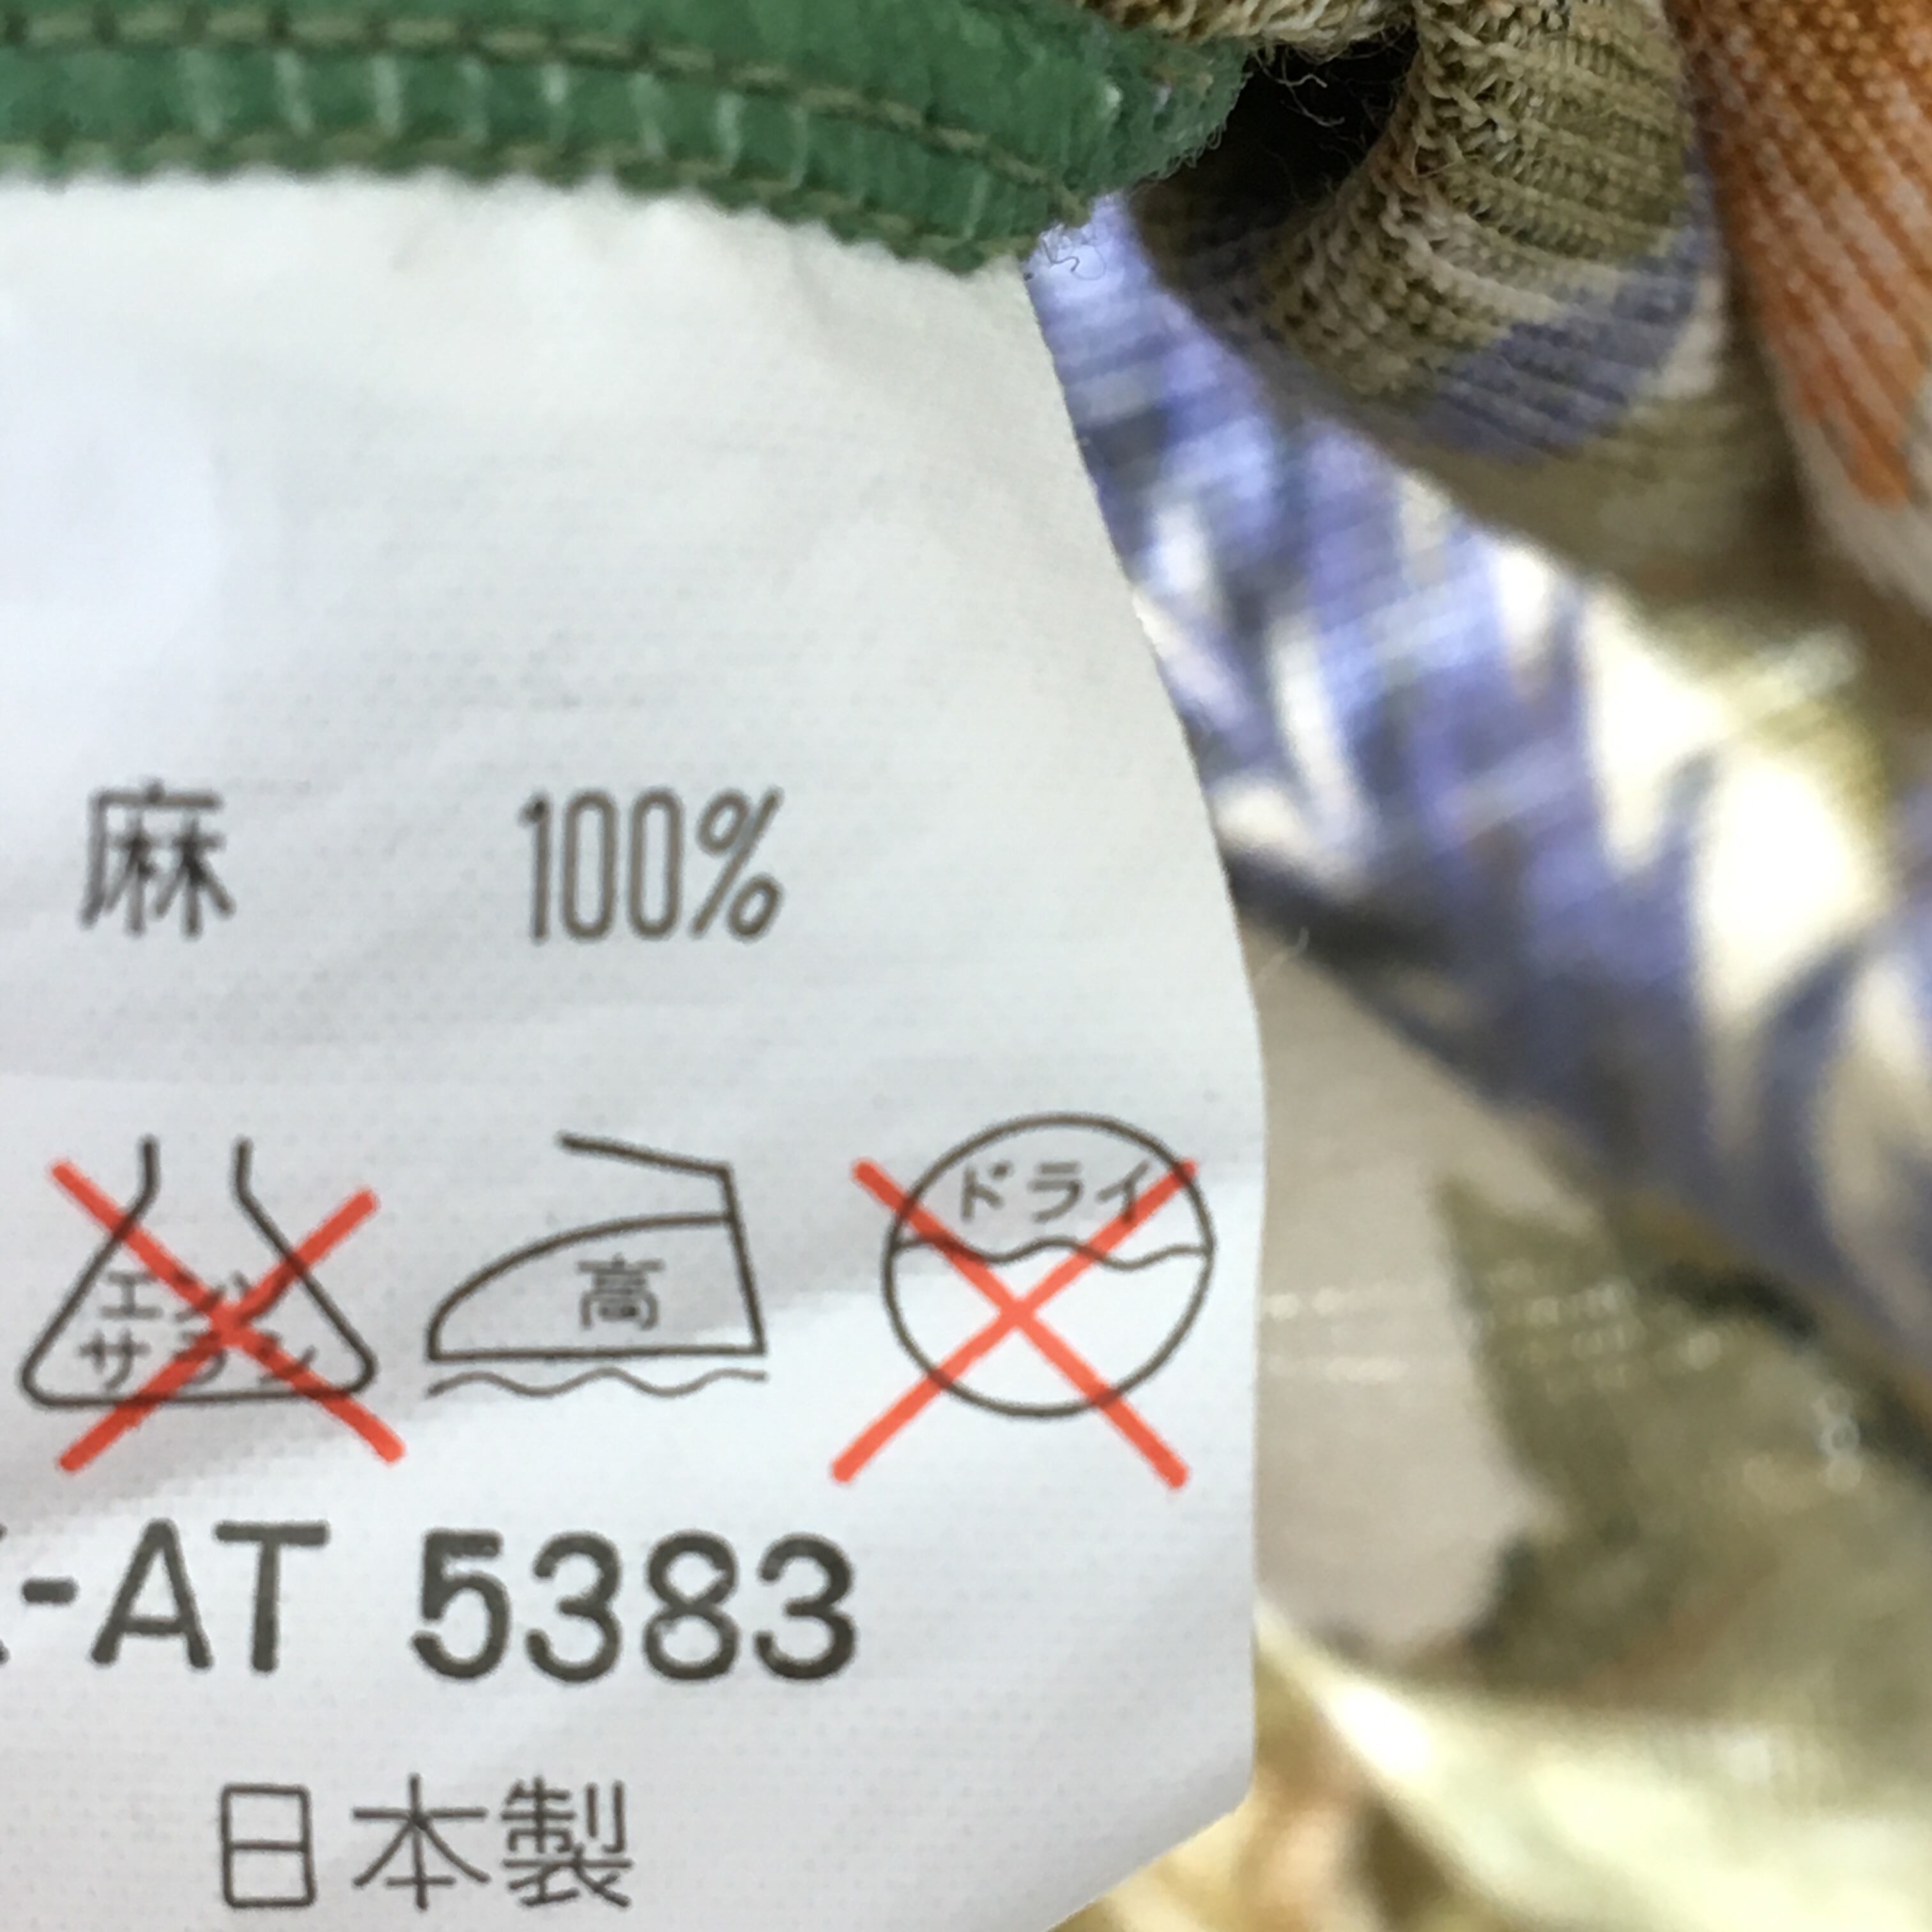 麻 100%
エンソ
サラシ
高
ドライ
-AT 5383
日本製